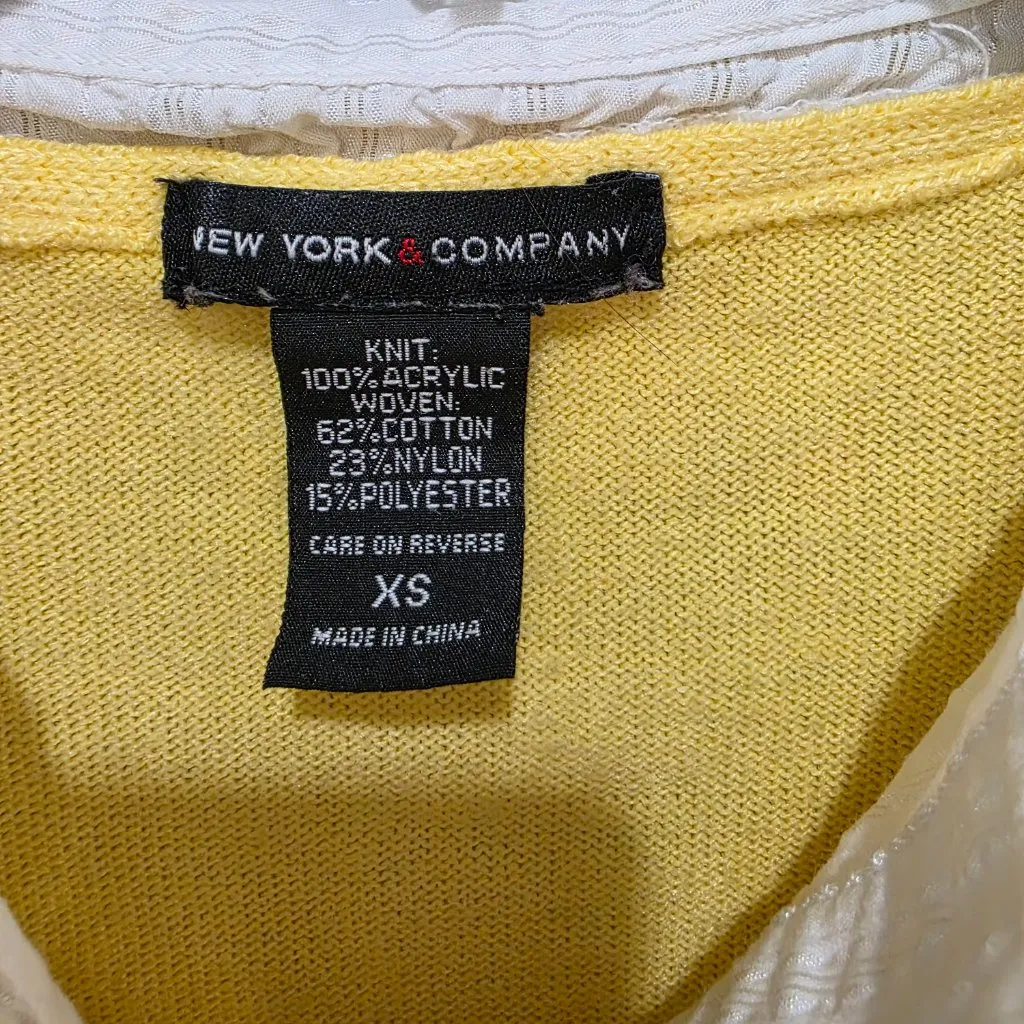 NEW YORK & COMPANY
KNIT:
100% ACRYLIC
WOVEN:
62% COTTON
23% NYLON
15% POLYESTER
CARE ON REVERSE
XS
MADE IN CHINA